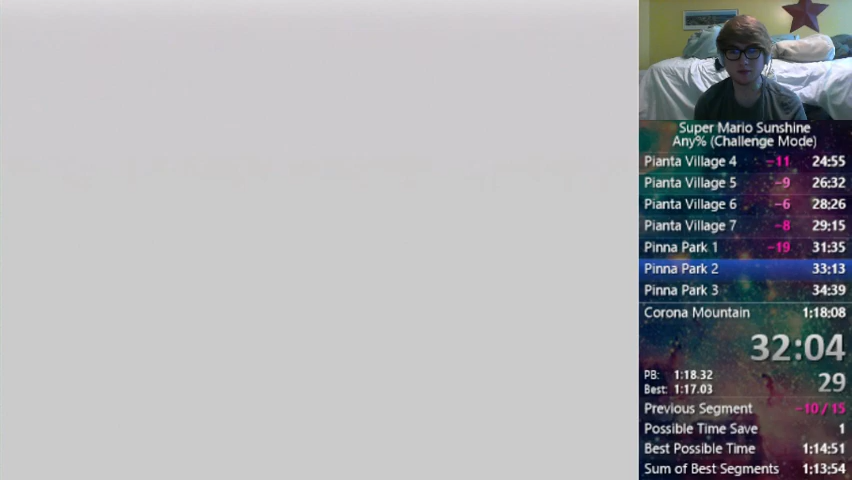 Super Mario Sunshine
Any% (Challenge Mode)
Pianta Village 4 -11 24:55
Pianta Village 5 -9 26:32
Pianta Village 6 -6 28:26
Pianta Village 7 -8 29:15
Pinna Park 1 -19 31:35
Pinna Park 2 33:13
Pinna Park 3 34:39
Corona Mountain 1:18:08
32:04
PB: 1:18.32
Best: 1:17.03
29
Previous Segment -10 / 15
Possible Time Save 1
Best Possible Time 1:14:51
Sum of Best Segments 1:13:54